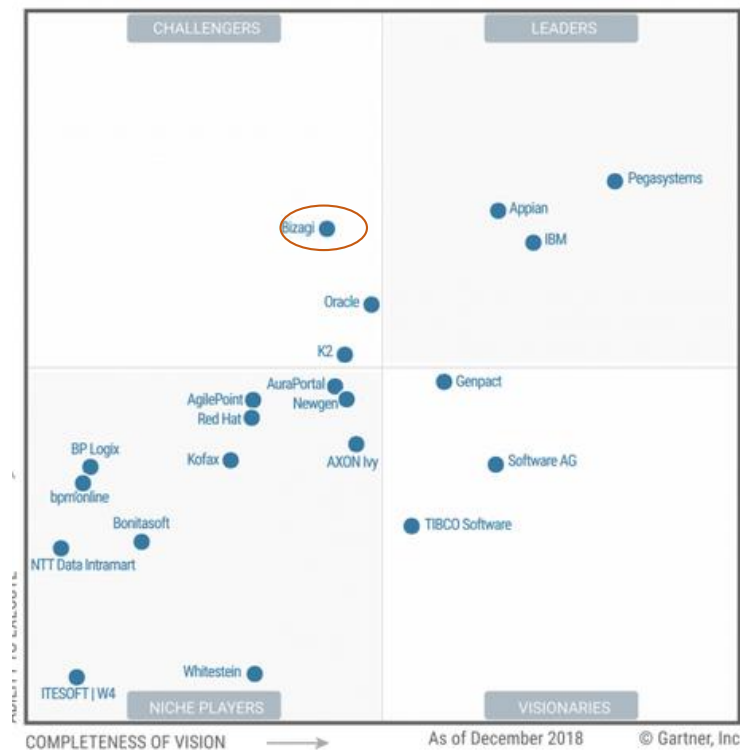 CHALLENGERS
LEADERS
Pegasystems
Appian
Bizagi
IBM
Oracle
K2
AuraPortal
Genpact
AgilePoint
Newgen
Red Hat
BP Logix
Kofax
AXON Ivy
Software AG
bpm'online
Bonitasoft
TIBCO Software
NTT Data Intramart
Whitestein
ITESOFT | W4
NICHE PLAYERS
VISIONARIES
COMPLETENESS OF VISION
As of December 2018
© Gartner, Inc